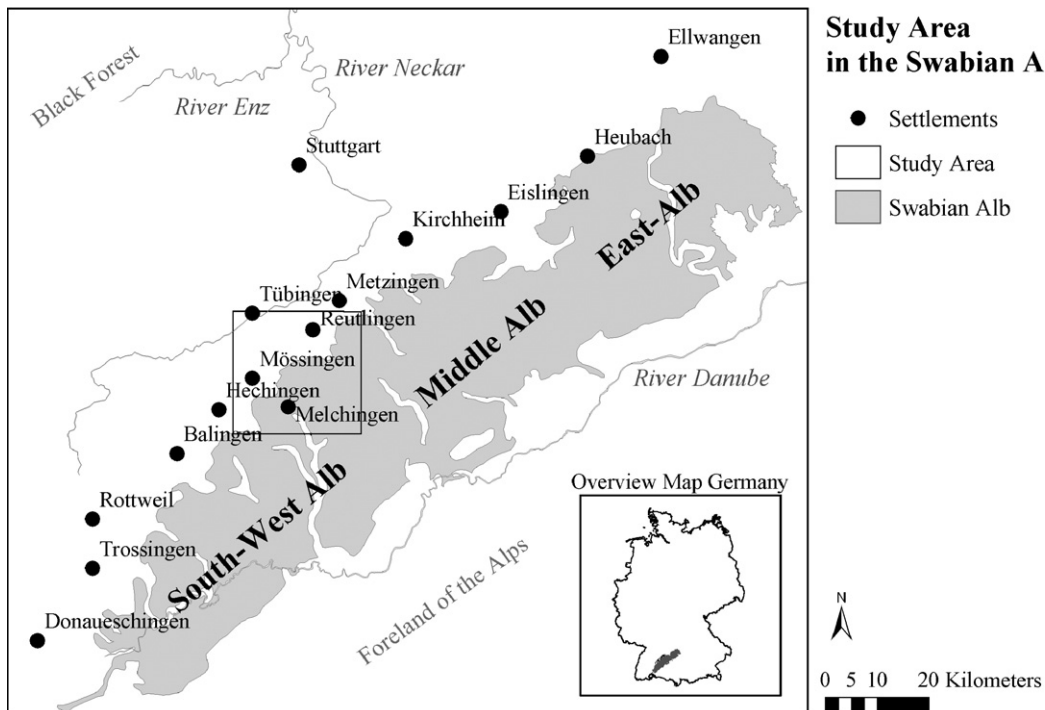 Study Area
in the Swabian A
Settlements
Study Area
Swabian Alb
Ellwangen
River Neckar
Black Forest
River Enz
Stuttgart
Heubach
Eislingen
Kirchheim
East-Alb
Metzingen
Tübingen
Reutlingen
Middle Alb
Mössingen
River Danube
Hechingen
Melchingen
Balingen
Overview Map Germany
Rottweil
South-West Alb
Trossingen
Foreland of the Alps
Donaueschingen
N
0 5 10 20 Kilometers